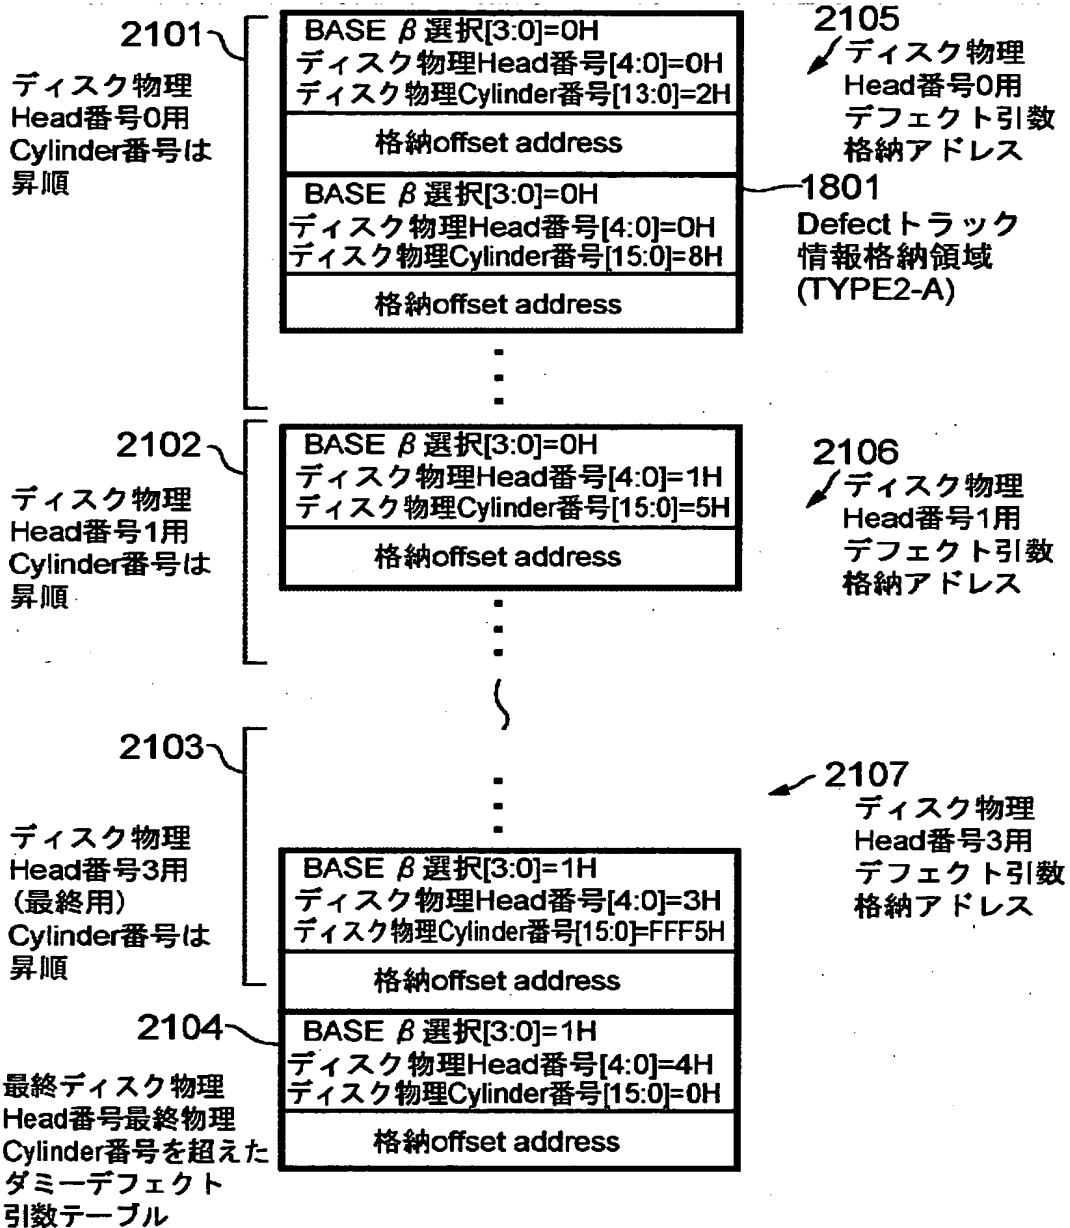 2101
ディスク物理
Head番号0用
Cylinder番号は
昇順
BASE β 選択[3:0]=0H
ディスク物理Head番号[4:0]=0H
ディスク物理Cylinder番号[13:0]=2H
格納offset address
BASE β 選択[3:0]=0H
ディスク物理Head番号[4:0]=0H
ディスク物理Cylinder番号[15:0]=8H
格納offset address
2105
ディスク物理
Head番号0用
デフェクト引数
格納アドレス
1801
Defectトラック
情報格納領域
(TYPE2-A)
2102
ディスク物理
Head番号1用
Cylinder番号は
昇順
BASE β 選択[3:0]=0H
ディスク物理Head番号[4:0]=1H
ディスク物理Cylinder番号[15:0]=5H
格納offset address
2106
ディスク物理
Head番号1用
デフェクト引数
格納アドレス
2103
ディスク物理
Head番号3用
(最終用)
Cylinder番号は
昇順
2107
ディスク物理
Head番号3用
デフェクト引数
格納アドレス
BASE β 選択[3:0]=1H
ディスク物理Head番号[4:0]=3H
ディスク物理Cylinder番号[15:0]=FFF5H
格納offset address
2104
最終ディスク物理
Head番号最終物理
Cylinder番号を超えた
ダミーデフェクト
引数テーブル
BASE β 選択[3:0]=1H
ディスク物理Head番号[4:0]=4H
ディスク物理Cylinder番号[15:0]=0H
格納offset address